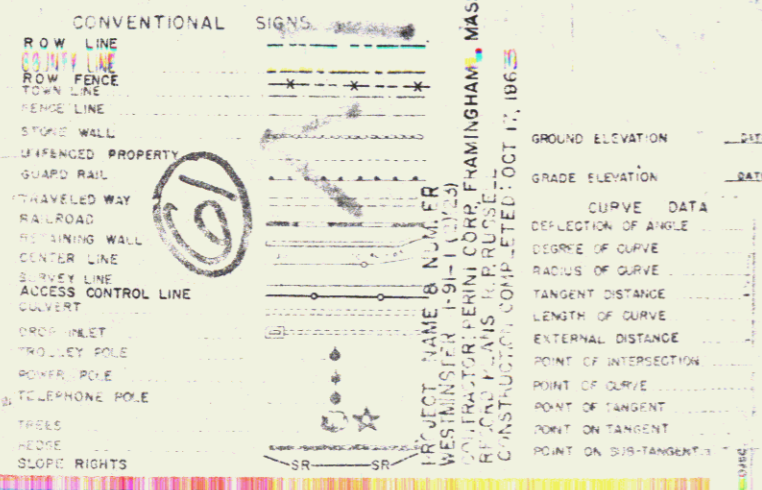 CONVENTIONAL SIGNS
ROW LINE
COUNTY LINE
ROW FENCE
TOWN LINE
FENCE LINE
STONE WALL
UNFENCED PROPERTY
GUARD RAIL
TRAVELED WAY
RAILROAD
RETAINING WALL
CENTER LINE
SURVEY LINE
ACCESS CONTROL LINE
CULVERT
DROP INLET
TROLLEY POLE
POWER POLE
TELEPHONE POLE
TREES
HEDGE
SLOPE RIGHTS
SR SR
PROJECT NAME & NUMBER
WESTMINSTER I-91-1
CONTRACTOR: PERINI CORP, FRAMINGHAM, MAS
RECORD PLANS R.P. RUSSELL
CONSTRUCTION COMPLETED: OCT 17,
GROUND ELEVATION
GRADE ELEVATION
CURVE DATA
DEFLECTION OF ANGLE
DEGREE OF CURVE
RADIUS OF CURVE
TANGENT DISTANCE
LENGTH OF CURVE
EXTERNAL DISTANCE
POINT OF INTERSECTION
POINT OF CURVE
POINT OF TANGENT
POINT ON TANGENT
POINT ON SUB-TANGENT